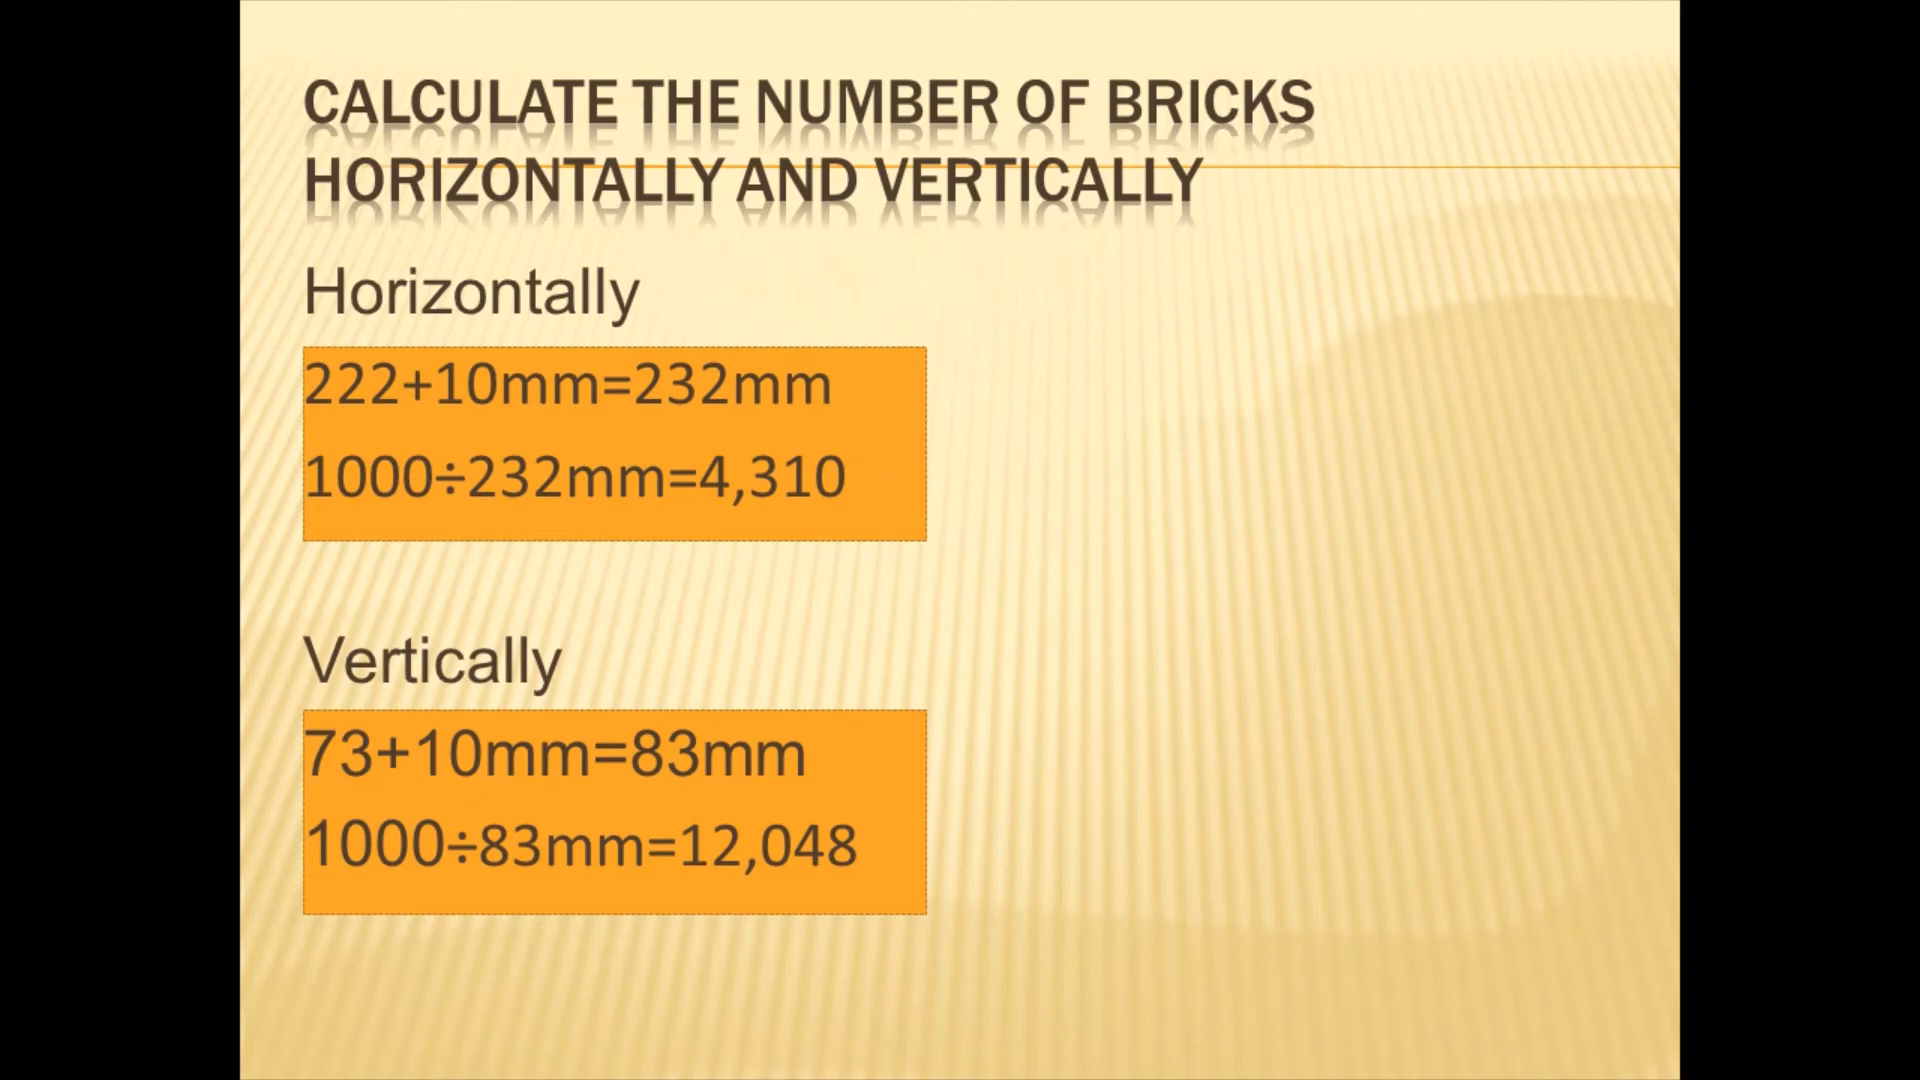 CALCULATE THE NUMBER OF BRICKS
HORIZONTALLY AND VERTICALLY
Horizontally
222+10mm=232mm
1000÷232mm=4,310
Vertically
73+10mm=83mm
1000÷83mm=12,048